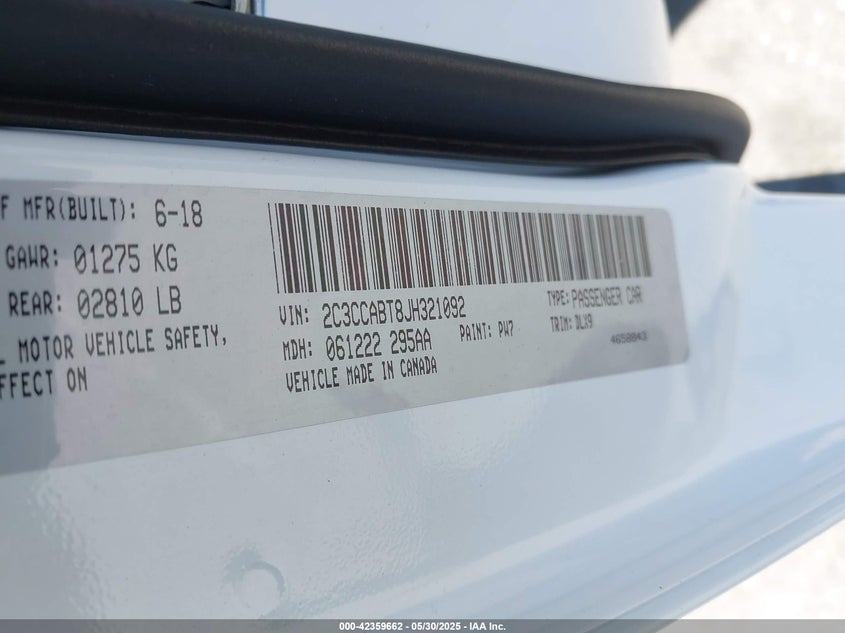 F MFR(BUILT): 6-18
GAWR: 01275 KG
REAR: 02810 LB
MOTOR VEHICLE SAFETY,
FFECT ON
VIN: 2C3CCABT8JH321092
TYPE: PASSENGER CAR
MDH: 061222 295AA
PAINT: PW7
TRIM: DLX9
VEHICLE MADE IN CANADA
4658843
000-42359662 - 05/30/2025 - IAA Inc.